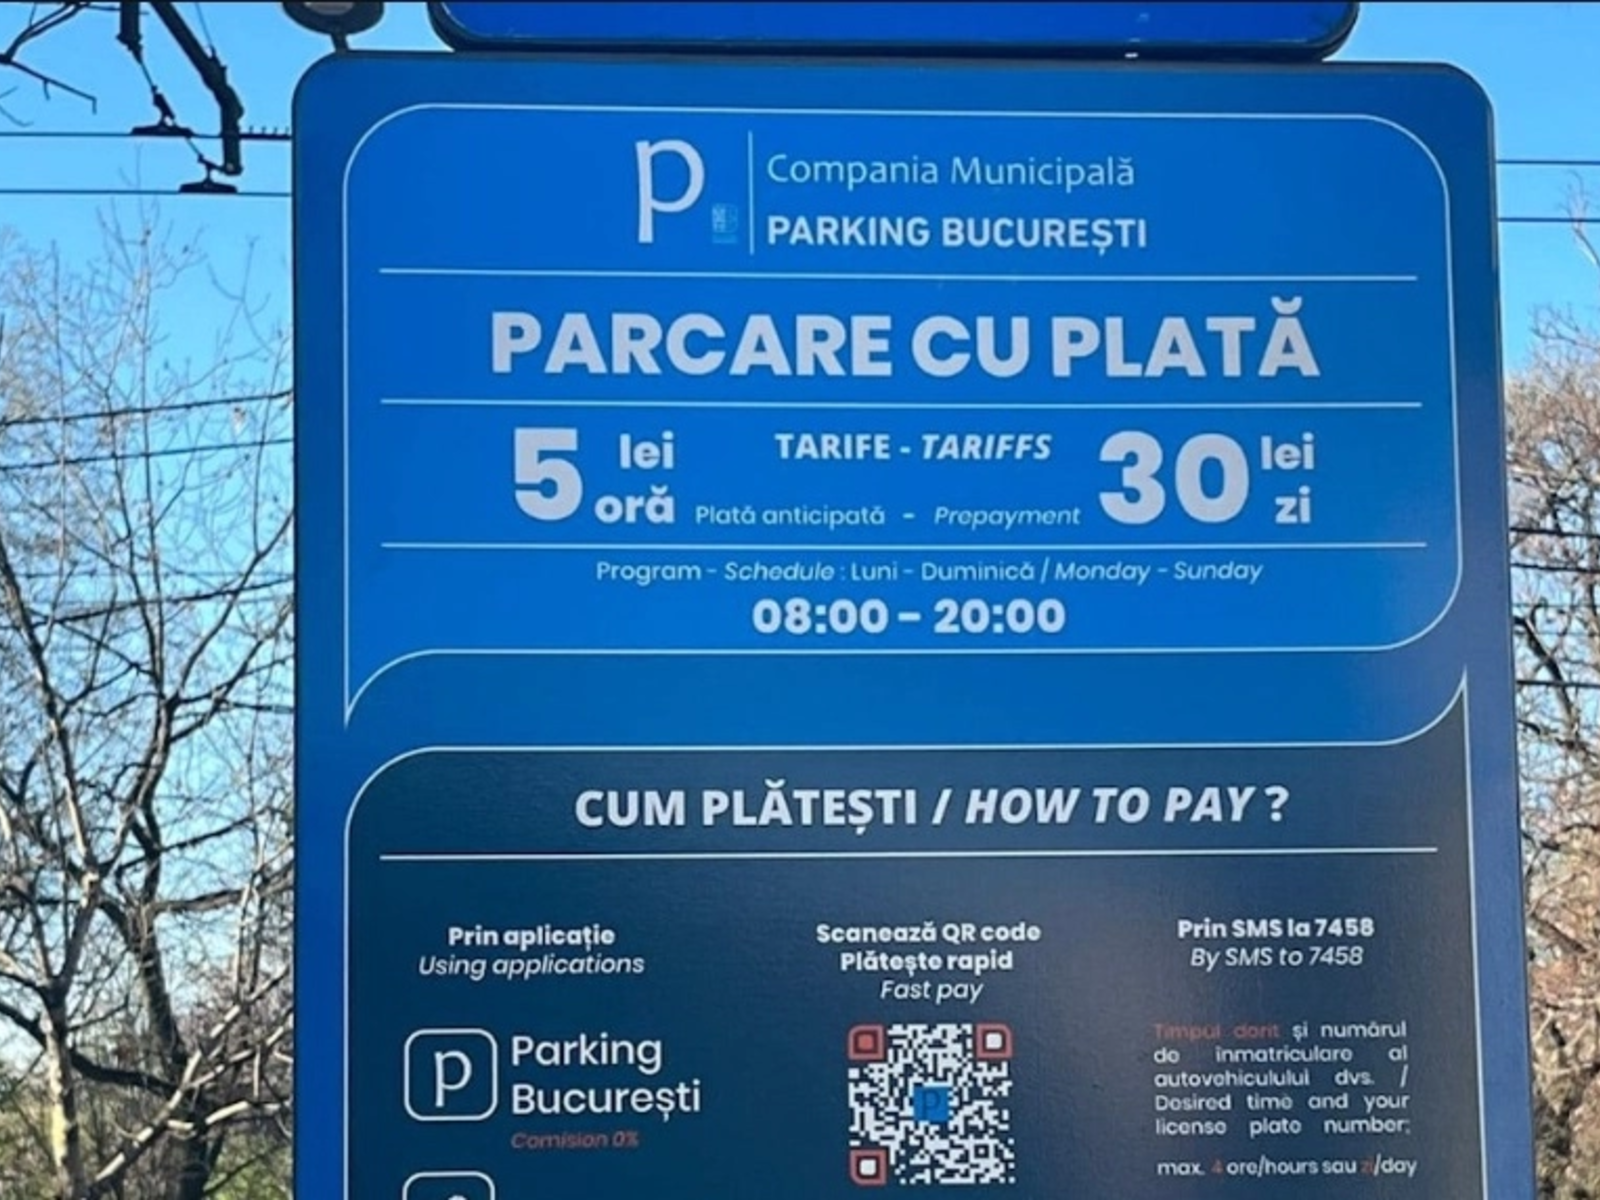 p
Compania Municipală
PARKING BUCUREȘTI
PARCARE CU PLATĂ
5 lei oră
TARIFE - TARIFFS
Plată anticipată - Prepayment
30 lei zi
Program - Schedule : Luni - Duminică / Monday - Sunday
08:00 - 20:00
CUM PLĂTEȘTI / HOW TO PAY ?
Prin aplicație
Using applications
p
Parking
București
Comision 0%
Scanează QR code
Plătește rapid
Fast pay
Prin SMS la 7458
By SMS to 7458
Timpul dorit și numărul
de înmatriculare al
autovehiculului dvs. /
Desired time and your
license plate number;
max. 4 ore/hours sau zi/day